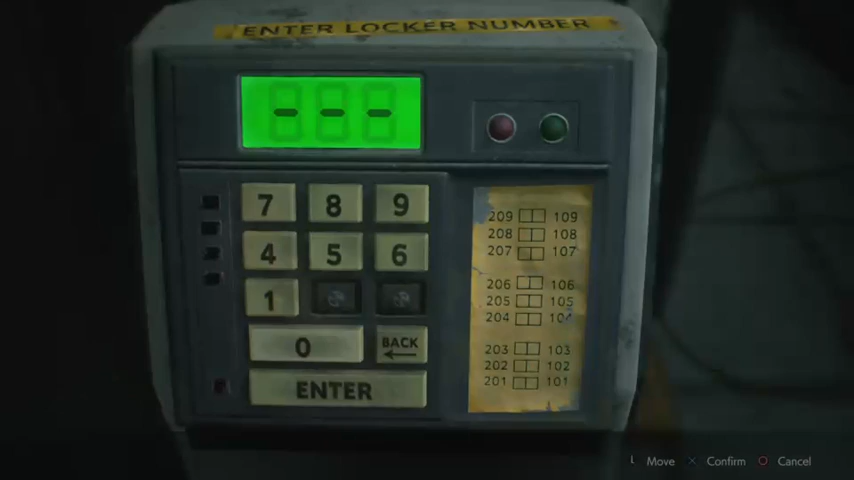 ENTER LOCKER NUMBER
7 8 9
4 5 6
1
0 BACK
ENTER
209 109
208 108
207 107
206 106
205 105
204 104
203 103
202 102
201 101
L Move Confirm Cancel